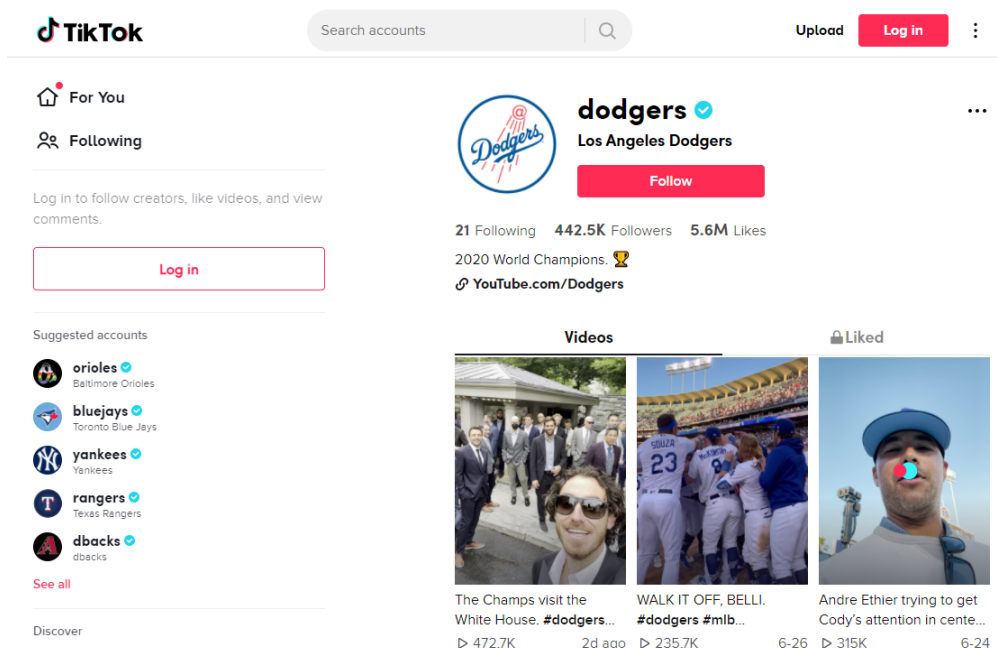 TikTok
Search accounts
Upload
Log in
For You
Following
Log in to follow creators, like videos, and view
comments.
Log in
Suggested accounts
orioles
Baltimore Orioles
bluejays
Toronto Blue Jays
yankees
Yankees
rangers
Texas Rangers
dbacks
dbacks
See all
Discover
Dodgers
dodgers
Los Angeles Dodgers
Follow
21 Following 442.5K Followers 5.6M Likes
2020 World Champions. 🏆
YouTube.com/Dodgers
Videos
Liked
SOUZA
23
8
The Champs visit the
White House. #dodgers...
472.7K 2d ago
WALK IT OFF, BELLI.
#dodgers #mlb...
235.7K 6-26
Andre Ethier trying to get
Cody's attention in cente...
315K 6-24